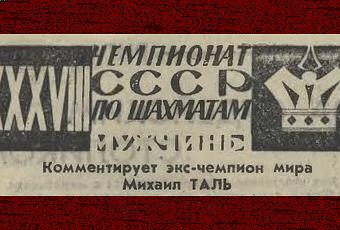 XXXVIII
ЧЕМПИОНАТ
СССР
ПО ШАХМАТАМ
МУЖЧИНЫ
Комментирует экс-чемпион мира
Михаил ТАЛЬ